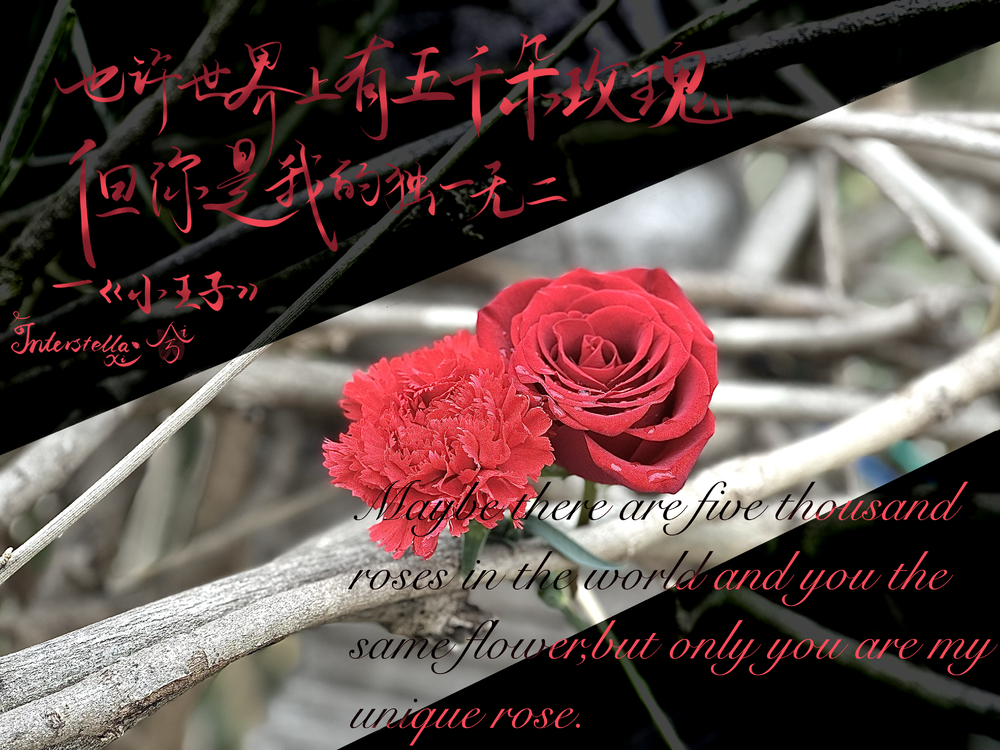 也许世界上有五千朵玫瑰
但你是我的独一无二
—《小王子》
Interstella·
Xi
Maybe there are five thousand
roses in the world and you the
same flower,but only you are my
unique rose.